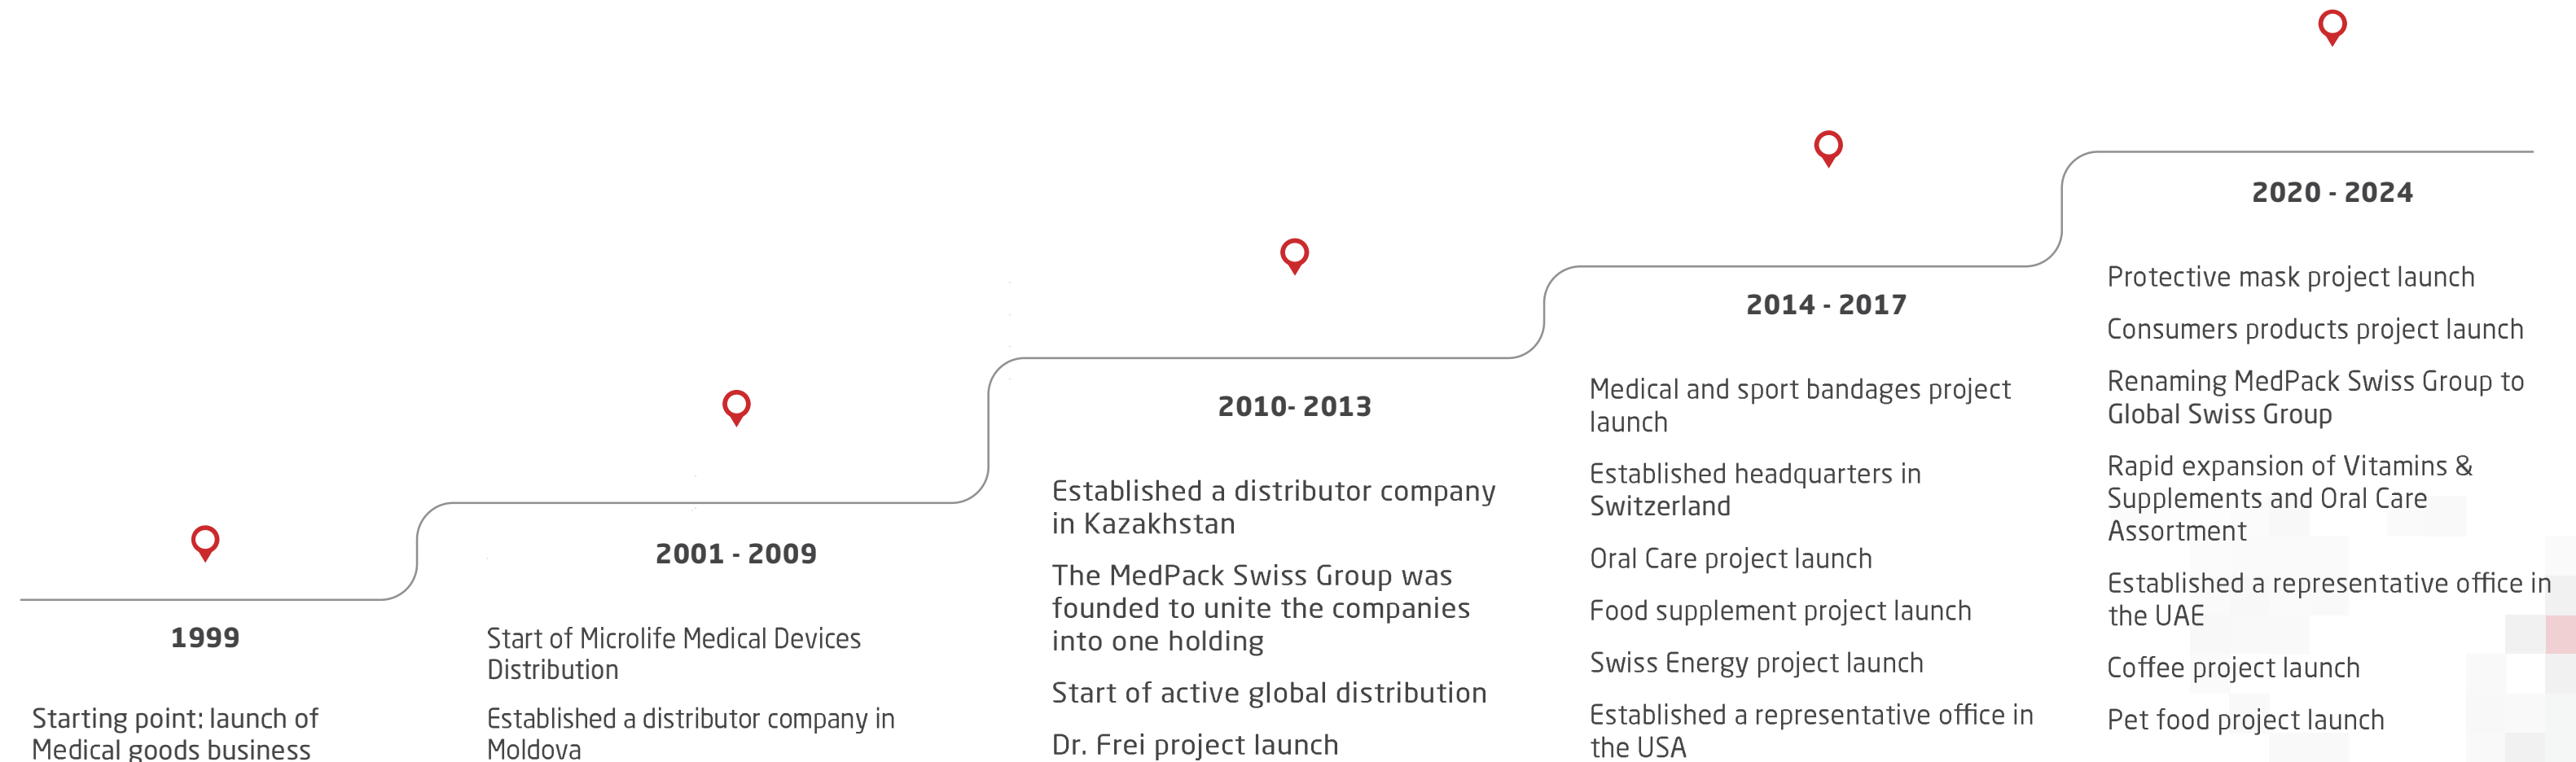 1999
Starting point: launch of
Medical goods business
2001 - 2009
Start of Microlife Medical Devices
Distribution
Established a distributor company in
Moldova
2010- 2013
Established a distributor company
in Kazakhstan
The MedPack Swiss Group was
founded to unite the companies
into one holding
Start of active global distribution
Dr. Frei project launch
2014 - 2017
Medical and sport bandages project
launch
Established headquarters in
Switzerland
Oral Care project launch
Food supplement project launch
Swiss Energy project launch
Established a representative office in
the USA
2020 - 2024
Protective mask project launch
Consumers products project launch
Renaming MedPack Swiss Group to
Global Swiss Group
Rapid expansion of Vitamins &
Supplements and Oral Care
Assortment
Established a representative office in
the UAE
Coffee project launch
Pet food project launch